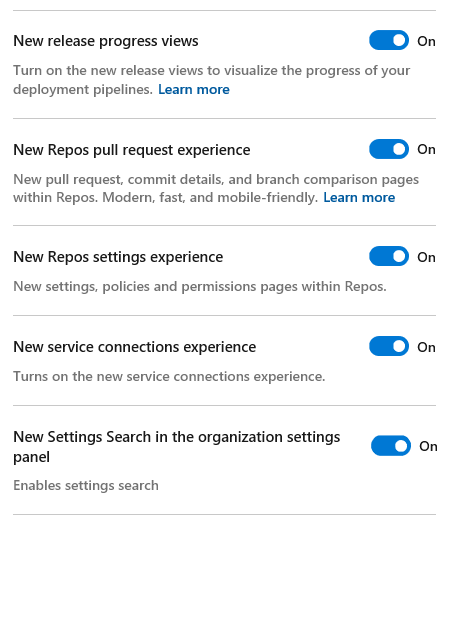 New release progress views On
Turn on the new release views to visualize the progress of your
deployment pipelines. Learn more
New Repos pull request experience On
New pull request, commit details, and branch comparison pages
within Repos. Modern, fast, and mobile-friendly. Learn more
New Repos settings experience On
New settings, policies and permissions pages within Repos.
New service connections experience On
Turns on the new service connections experience.
New Settings Search in the organization settings
panel On
Enables settings search